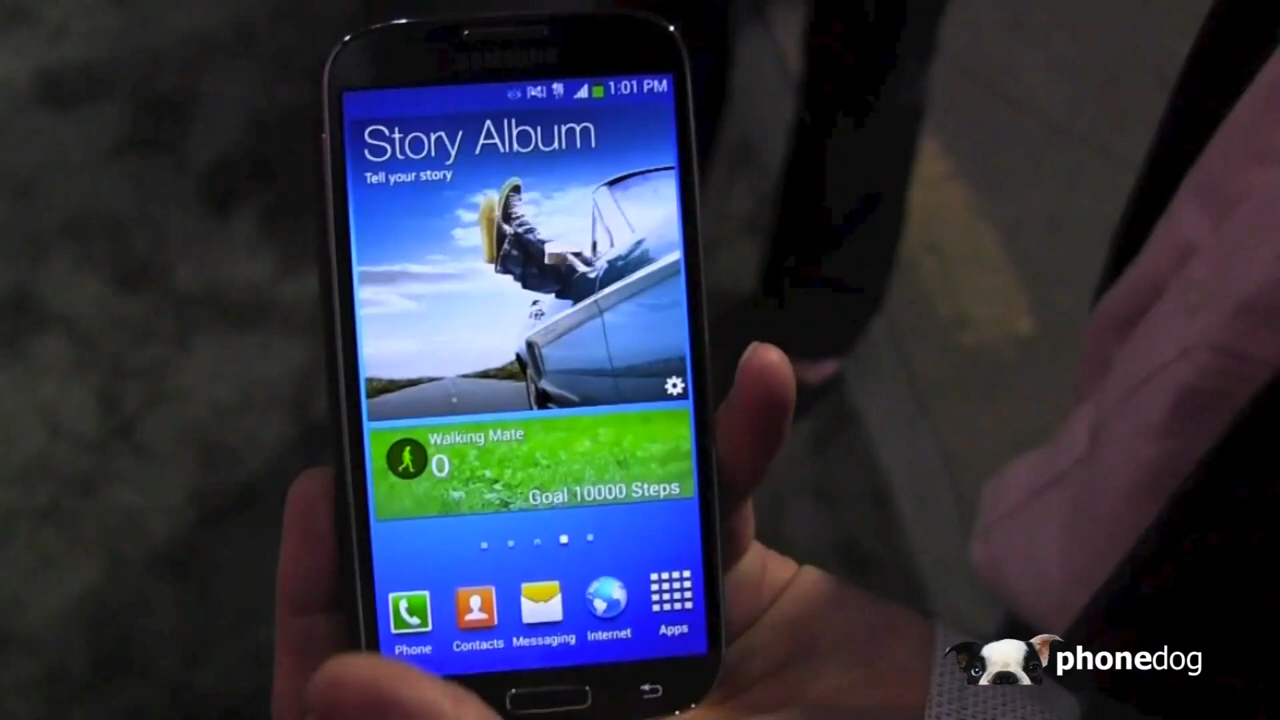 SAMSUNG
1:01 PM
Story Album
Tell your story
Walking Mate
0
Goal 10000 Steps
Phone
Contacts
Messaging
Internet
Apps
phonedog